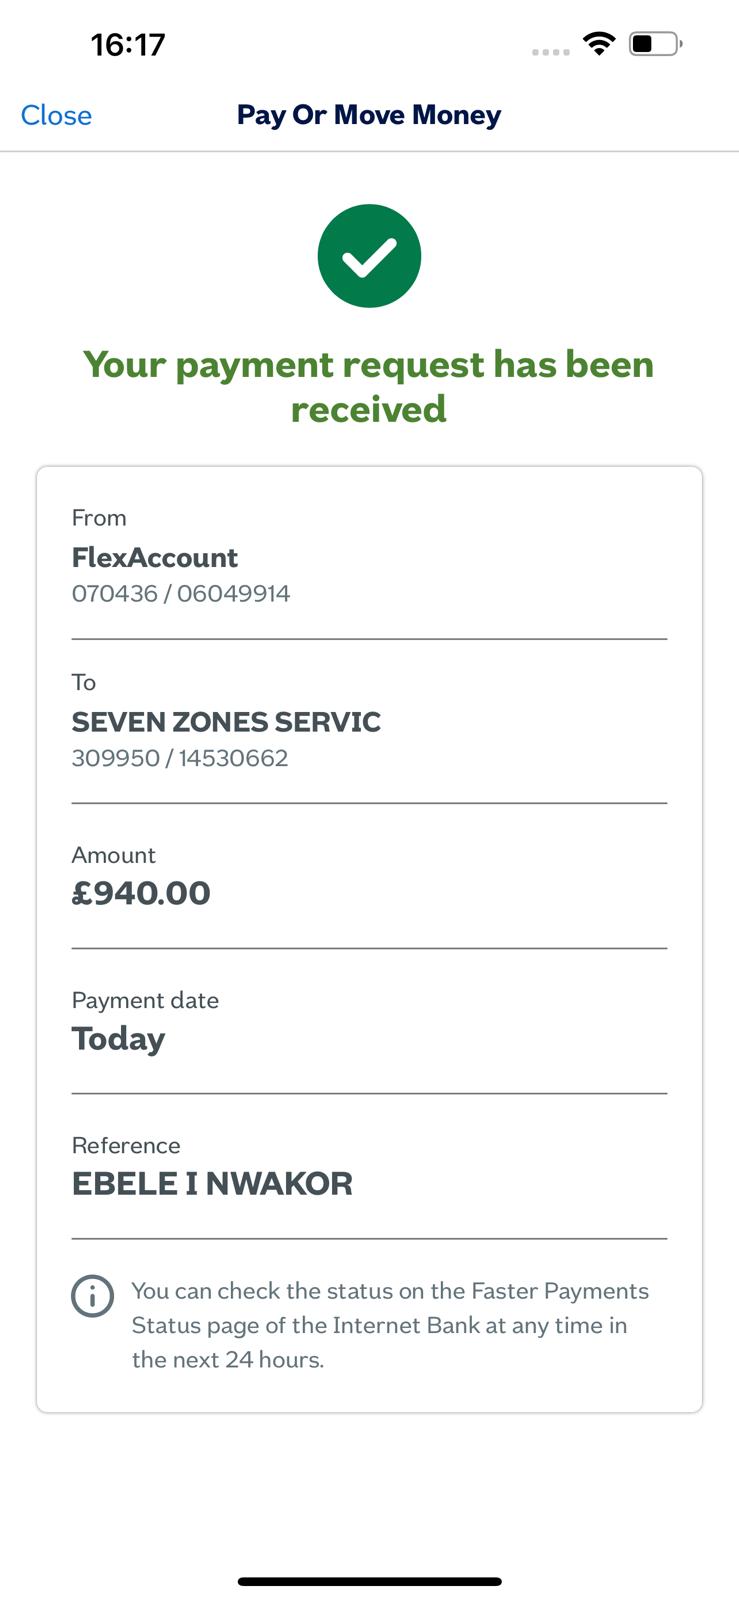 16:17
Close
Pay Or Move Money
Your payment request has been
received
From
FlexAccount
070436 / 06049914
To
SEVEN ZONES SERVIC
309950 / 14530662
Amount
£940.00
Payment date
Today
Reference
EBELE I NWAKOR
You can check the status on the Faster Payments
Status page of the Internet Bank at any time in
the next 24 hours.